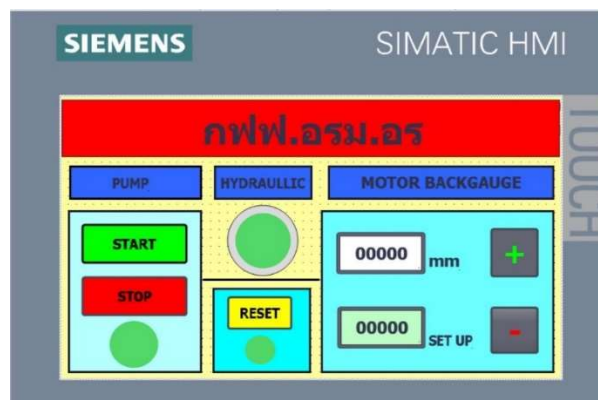 SIEMENS
SIMATIC HMI
TOUCH
กฟฟ.อรม.อร
PUMP
HYDRAULLIC
MOTOR BACKGAUGE
START
STOP
RESET
00000 mm
+
00000 SET UP
-